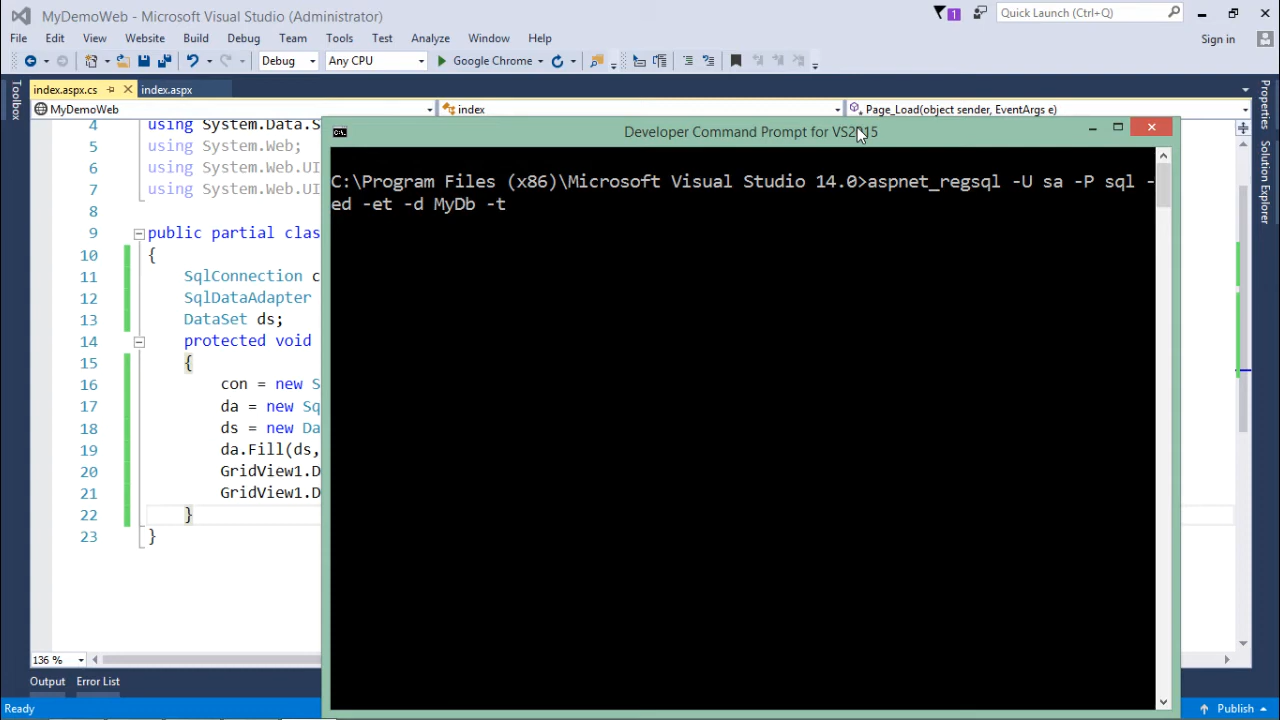 MyDemoWeb - Microsoft Visual Studio (Administrator)
1
Quick Launch (Ctrl+Q)
File Edit View Website Build Debug Team Tools Test Analyze Window Help
Sign in
Debug Any CPU Google Chrome
Toolbox
index.aspx.cs index.aspx
MyDemoWeb index Page_Load(object sender, EventArgs e)
Properties
Solution Explorer
4 using System.Data.S
5 using System.Web;
6 using System.Web.UI
7 using System.Web.UI
8
9 public partial clas
10 {
11 SqlConnection c
12 SqlDataAdapter
13 DataSet ds;
14 protected void
15 {
16 con = new S
17 da = new Sq
18 ds = new Da
19 da.Fill(ds,
20 GridView1.D
21 GridView1.D
22 }
23 }
C:\.
Developer Command Prompt for VS2015
C:\Program Files (x86)\Microsoft Visual Studio 14.0>aspnet_regsql -U sa -P sql -
ed -et -d MyDb -t
136 %
Output Error List
Ready
Publish